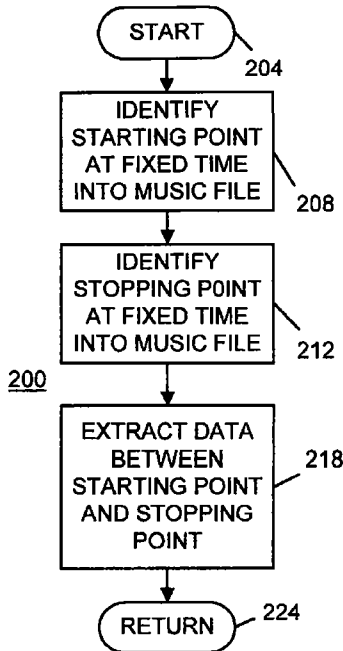 START
204
IDENTIFY
STARTING POINT
AT FIXED TIME
INTO MUSIC FILE
208
IDENTIFY
STOPPING P0INT
AT FIXED TIME
INTO MUSIC FILE
212
200
EXTRACT DATA
BETWEEN
STARTING POINT
AND STOPPING
POINT
218
RETURN
224